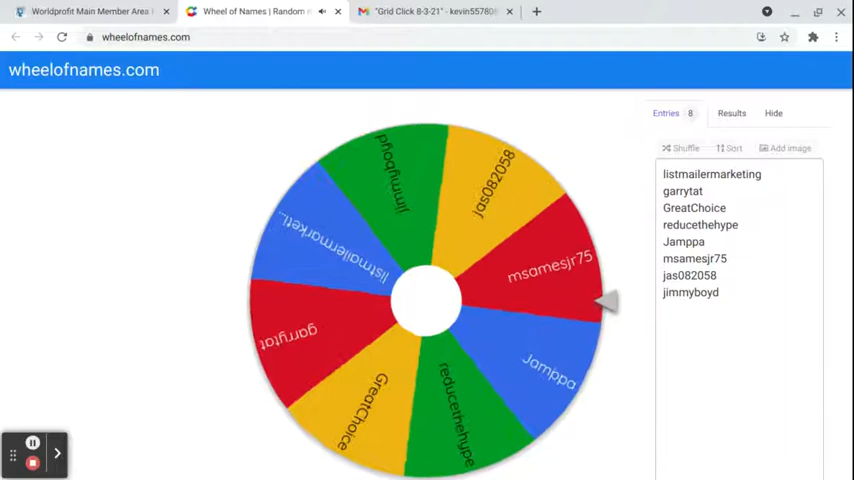 Worldprofit Main Member Area
Wheel of Names | Random n
"Grid Click 8-3-21" - kevin55780
wheelofnames.com
wheelofnames.com
Entries 8
Results
Hide
Shuffle
Sort
Add image
listmailermarketing
garrytat
GreatChoice
reducethehype
Jamppa
msamesjr75
jas082058
jimmyboyd
jimmyboyd
jas082058
msamesjr75
Jamppa
reducethehype
GreatChoice
garrytat
listmailermarketi...